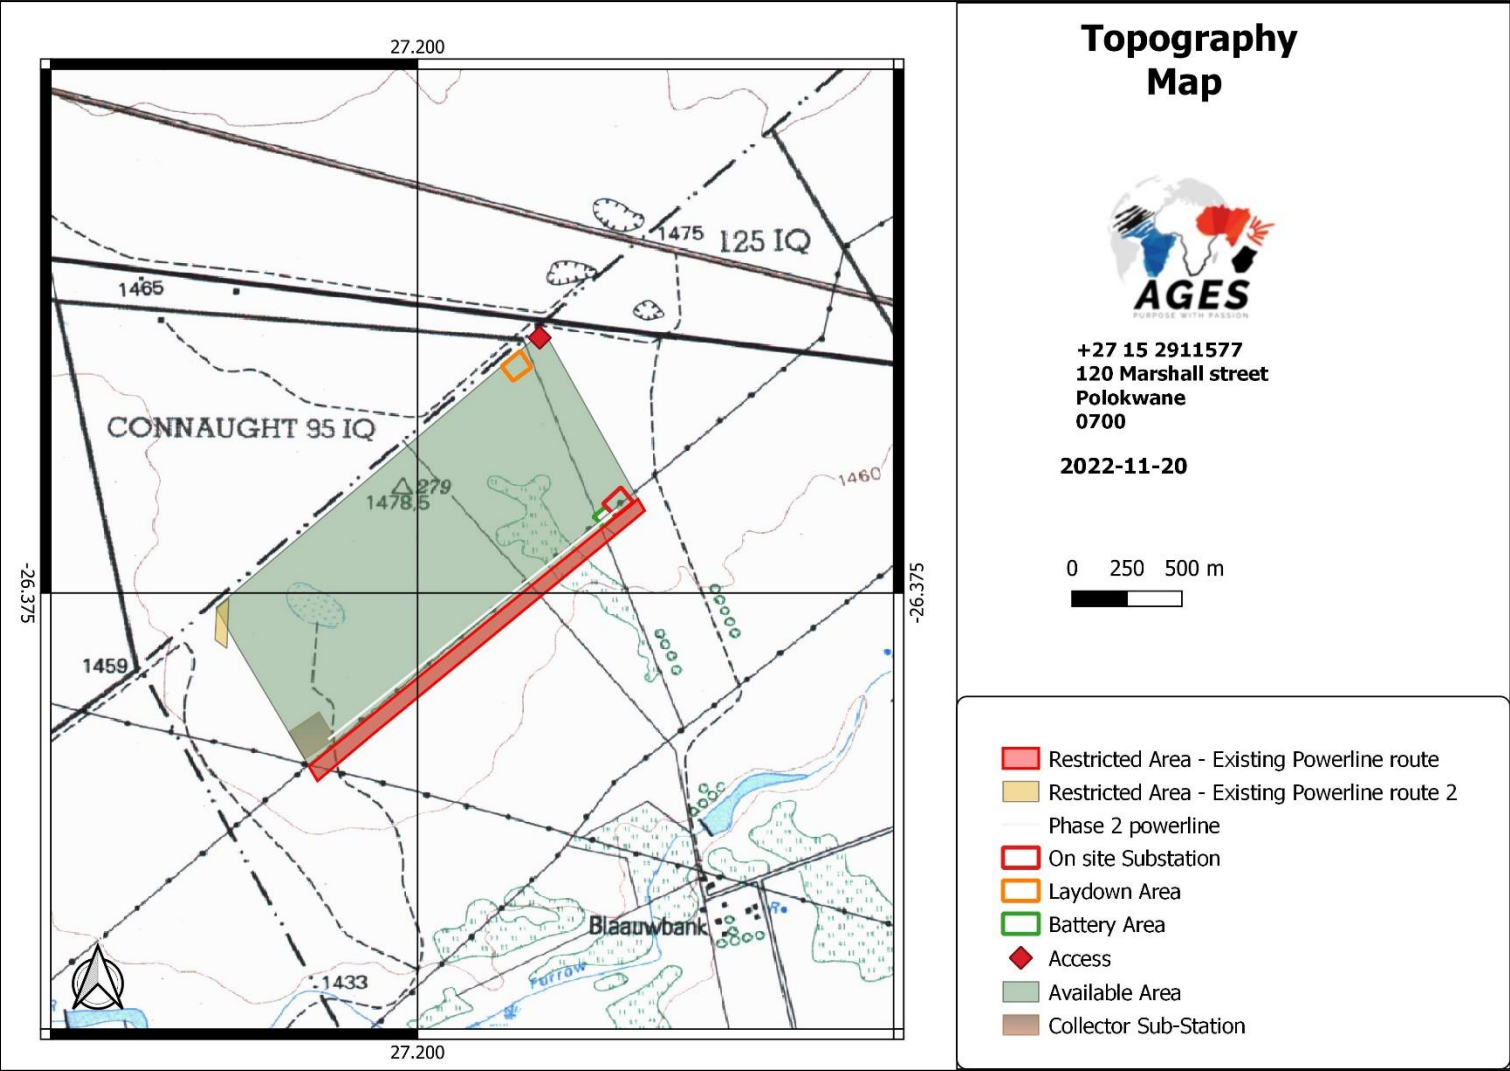 27.200
Topography
Map
1475
125 IQ
1465
AGES
PURPOSE WITH PASSION
+27 15 2911577
120 Marshall street
Polokwane
0700
2022-11-20
CONNAUGHT 95 IQ
1460
279
1478,5
-26.375
-26.375
0 250 500 m
1459
Restricted Area - Existing Powerline route
Restricted Area - Existing Powerline route 2
Phase 2 powerline
On site Substation
Laydown Area
Battery Area
Access
Available Area
Collector Sub-Station
R
Blaauwbank
Furrow
1433
R
27.200